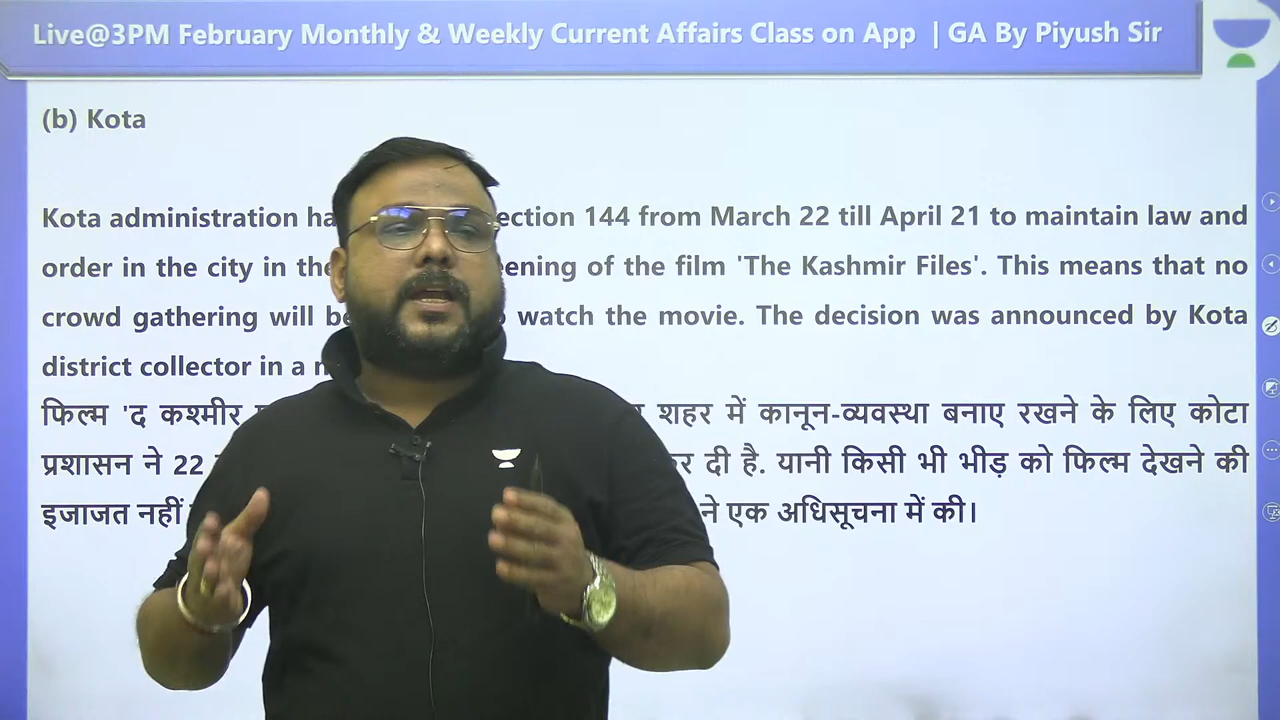 Live@3PM February Monthly & Weekly Current Affairs Class on App | GA By Piyush Sir
(b) Kota
Kota administration ection 144 from March 22 till April 21 to maintain law and
order in the city in the eening of the film 'The Kashmir Files'. This means that no
crowd gathering will watch the movie. The decision was announced by Kota
district collector in a
फिल्म 'द कश्मीर शहर में कानून-व्यवस्था बनाए रखने के लिए कोटा
प्रशासन ने 22 दी है. यानी किसी भी भीड़ को फिल्म देखने की
इजाजत नहीं ने एक अधिसूचना में की।